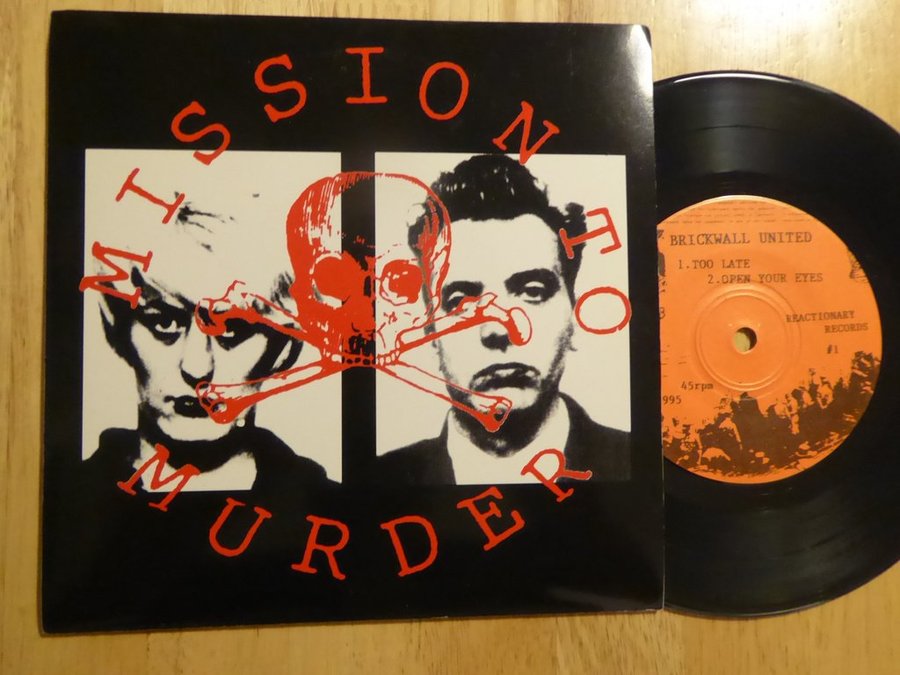 MISSION TO
MURDER
BRICKWALL UNITED
1.TOO LATE
2.OPEN YOUR EYES
REACTIONARY
RECORDS
#1
45rpm
995